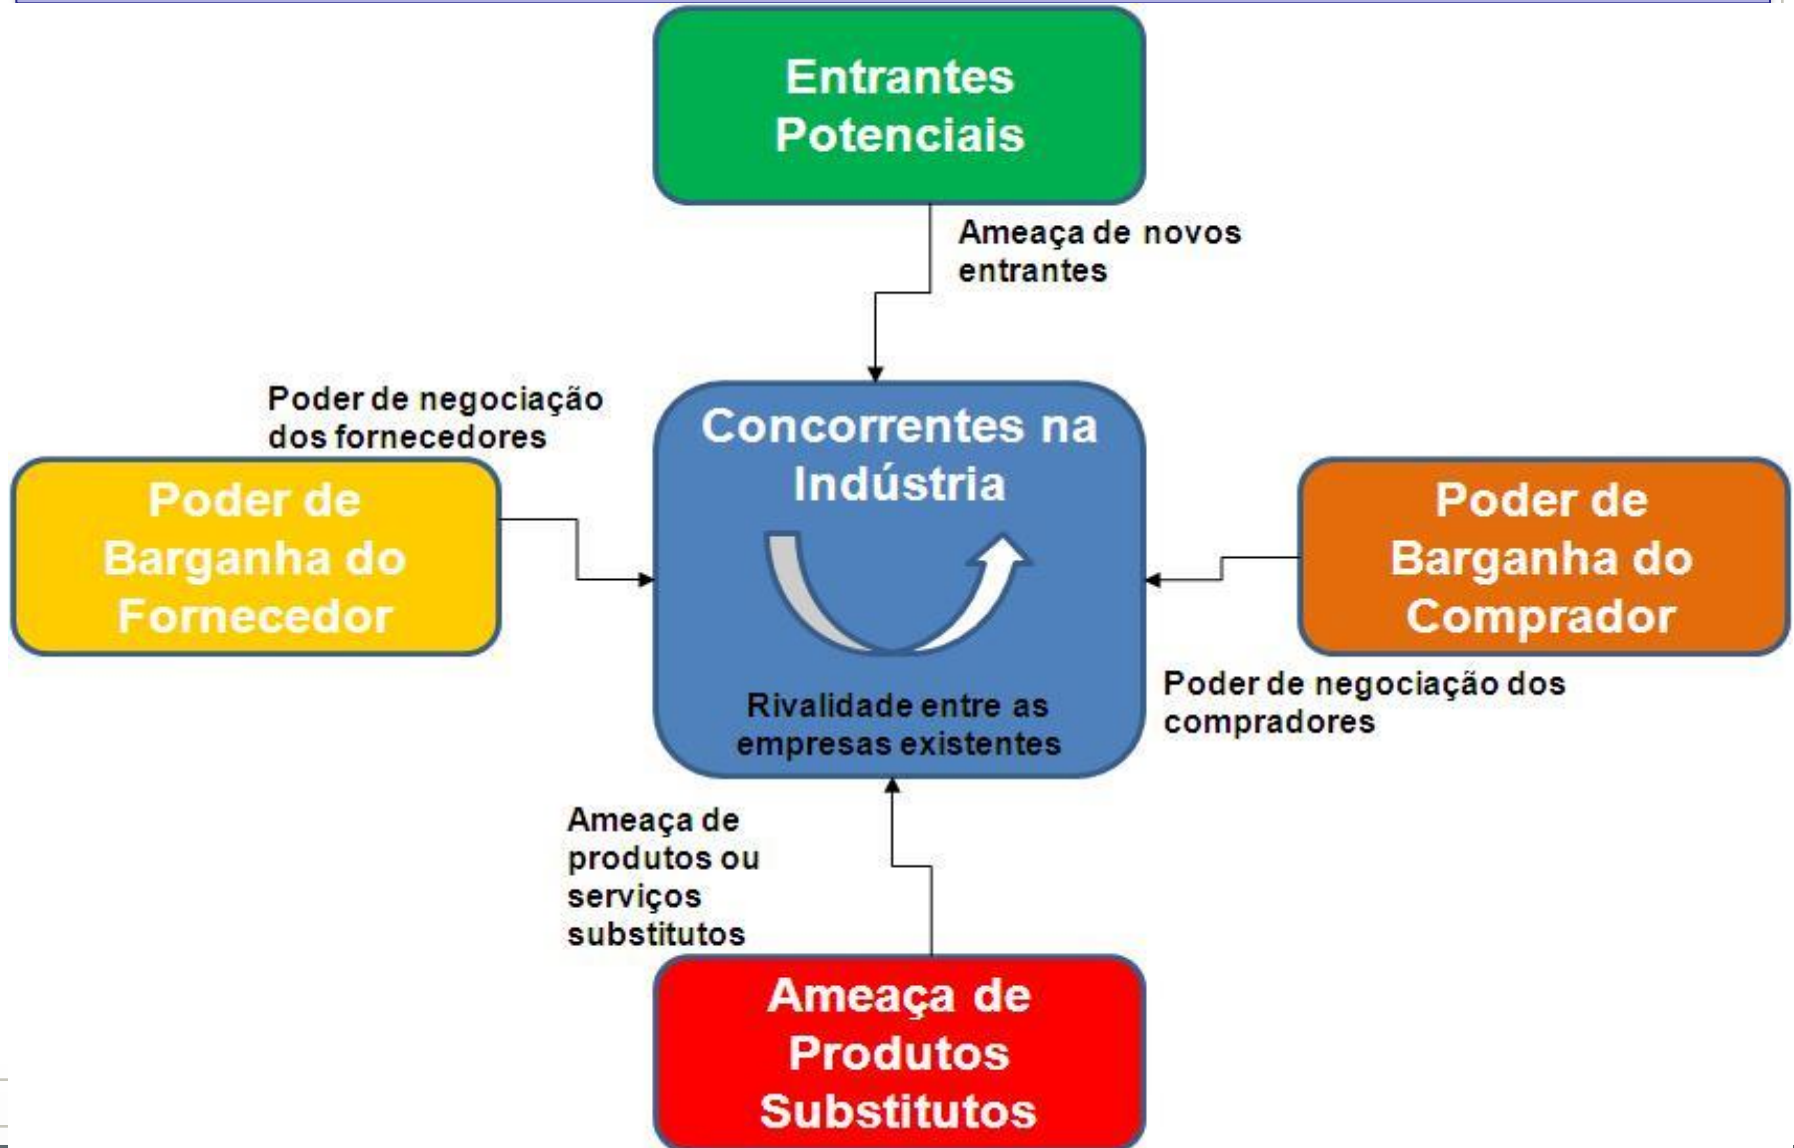 Entrantes
Potenciais
Ameaça de novos
entrantes
Poder de negociação
dos fornecedores
Poder de
Barganha do
Fornecedor
Concorrentes na
Indústria
Rivalidade entre as
empresas existentes
Poder de
Barganha do
Comprador
Poder de negociação dos
compradores
Ameaça de
produtos ou
serviços
substitutos
Ameaça de
Produtos
Substitutos